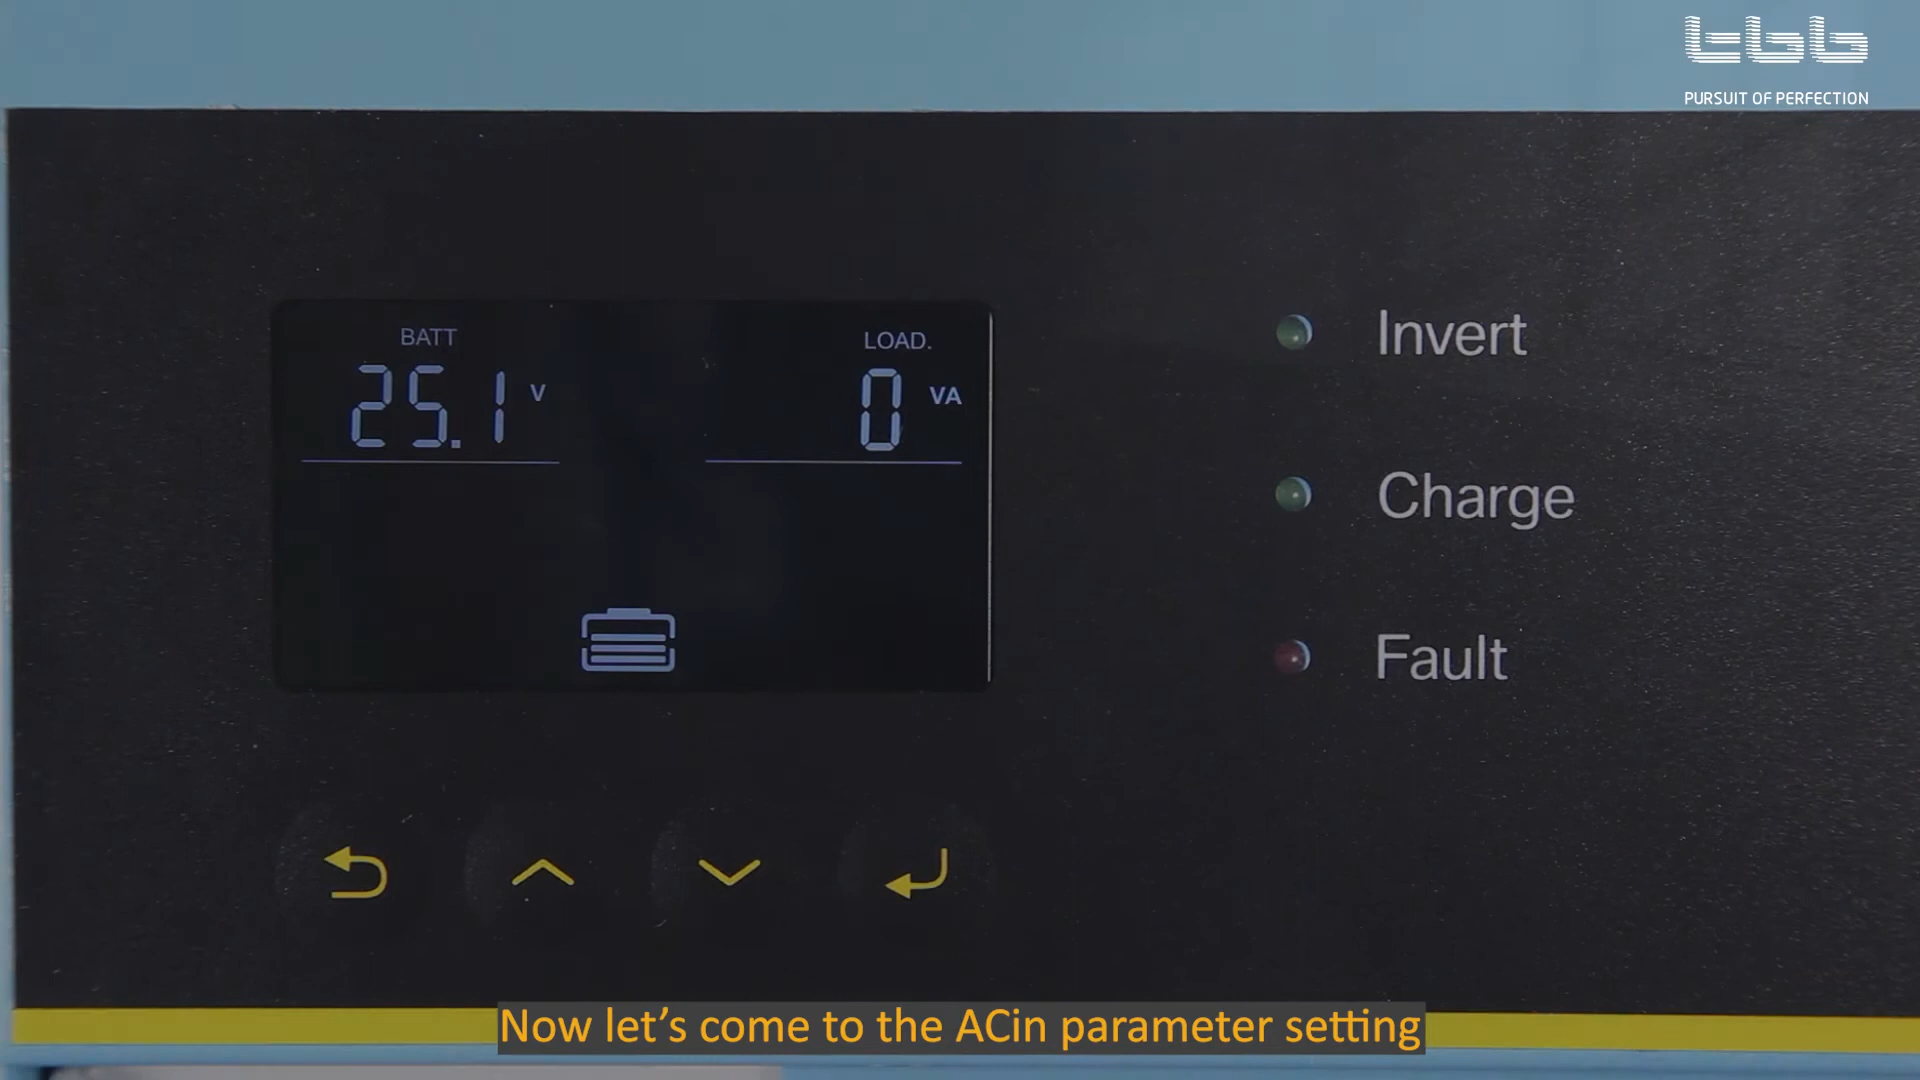 tbb
PURSUIT OF PERFECTION
BATT
25.1 V
LOAD.
0 VA
Invert
Charge
Fault
Now let’s come to the ACin parameter setting